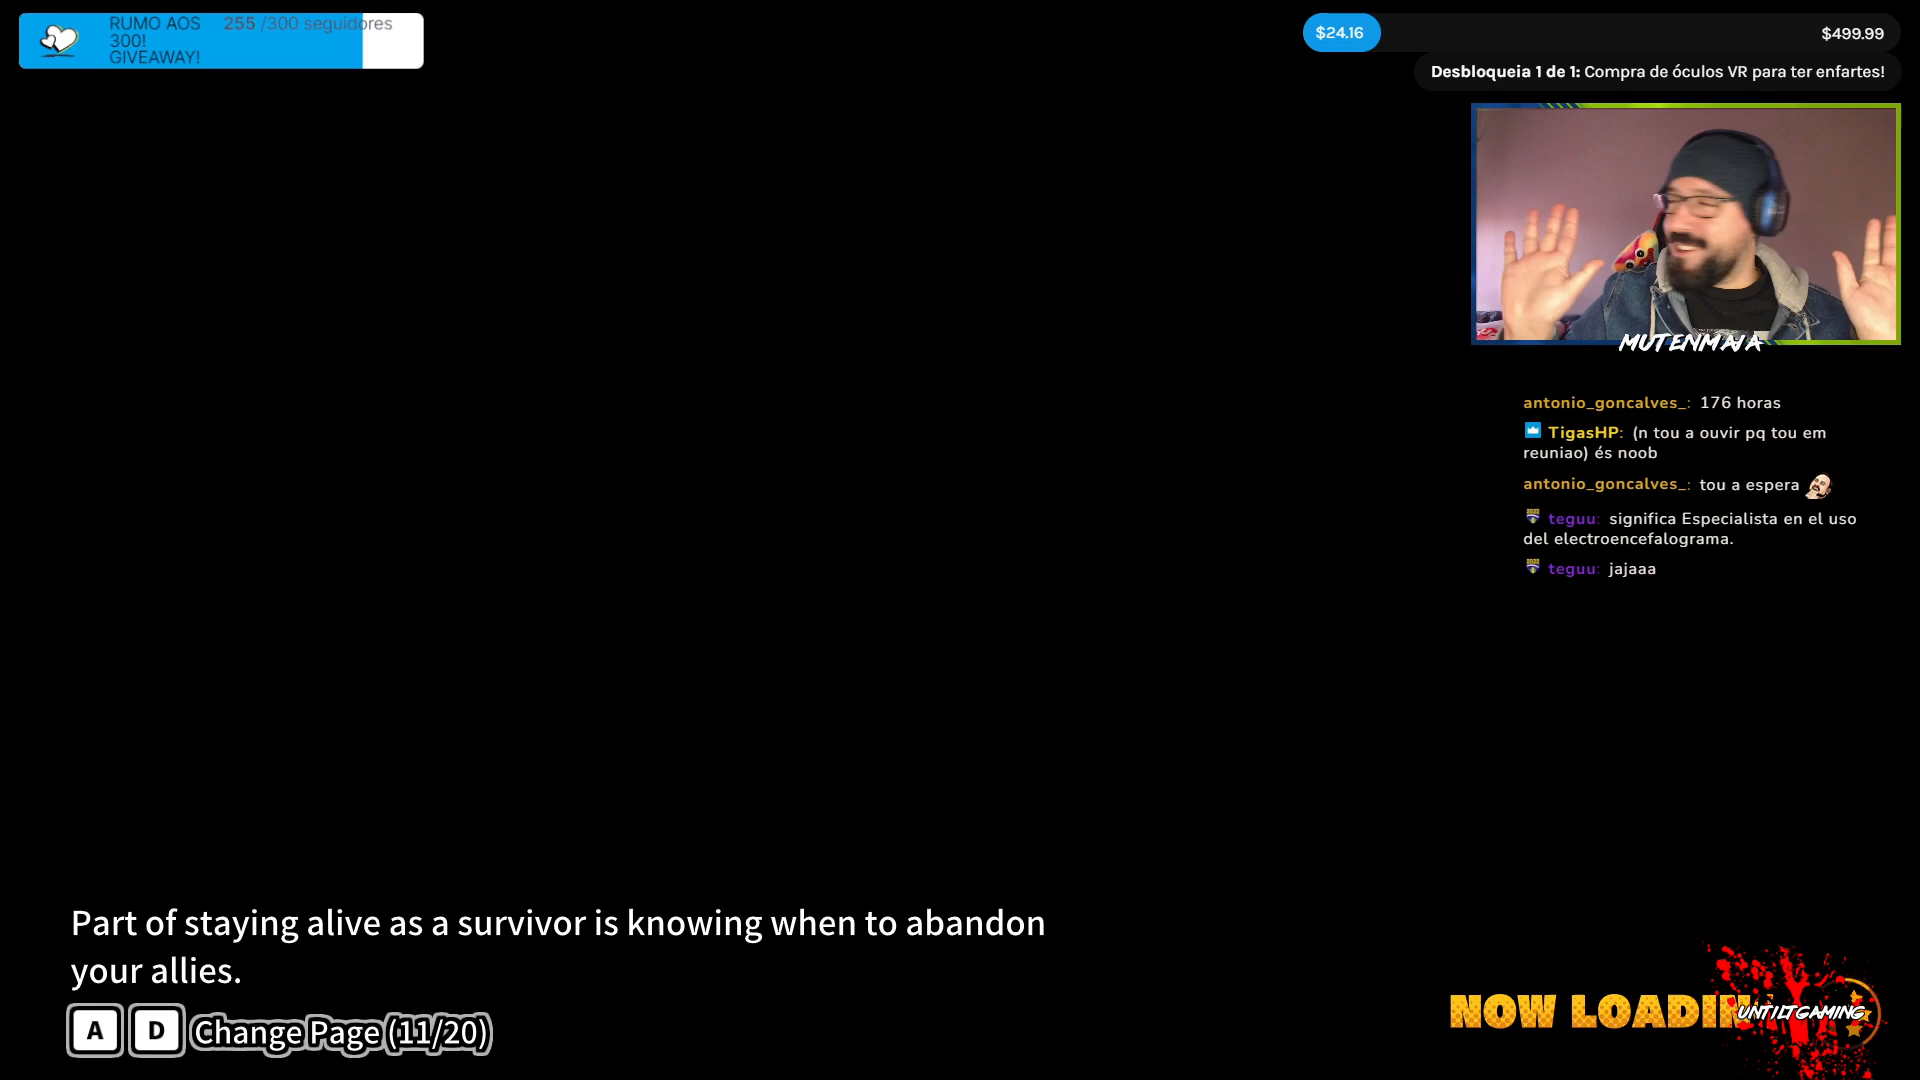 RUMO AOS 300! GIVEAWAY!
255 /300 seguidores
$24.16
$499.99
Desbloqueia 1 de 1: Compra de óculos VR para ter enfartes!
MUTENMAIA
antonio_goncalves_: 176 horas
TigasHP: (n tou a ouvir pq tou em
reuniao) és noob
antonio_goncalves_: tou a espera
teguu: significa Especialista en el uso
del electroencefalograma.
teguu: jajaaa
Part of staying alive as a survivor is knowing when to abandon
your allies.
A D Change Page (11/20)
NOW LOADIN
UNTILTGAMING